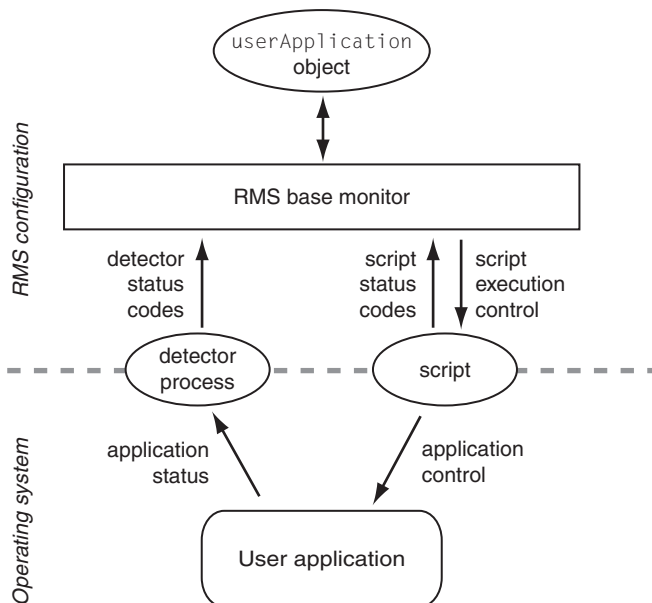 userApplication
object
RMS configuration
RMS base monitor
detector
status
codes
script
status
codes
script
execution
control
detector
process
script
Operating system
application
status
application
control
User application